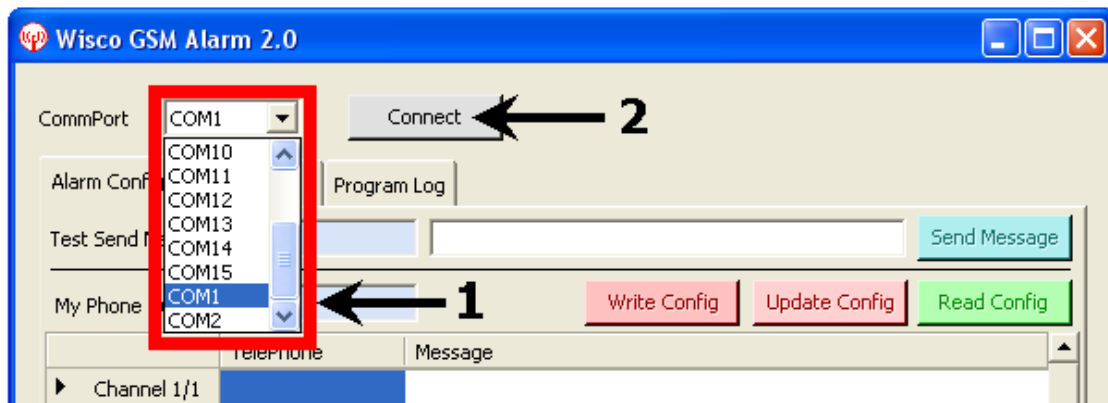 Wisco GSM Alarm 2.0
CommPort COM1 Connect 2
COM10
COM11
COM12
COM13
COM14
COM15
COM1
COM2
1
Alarm Program Log
Test Send Send Message
My Phone Write Config Update Config Read Config
TelePhone Message
Channel 1/1